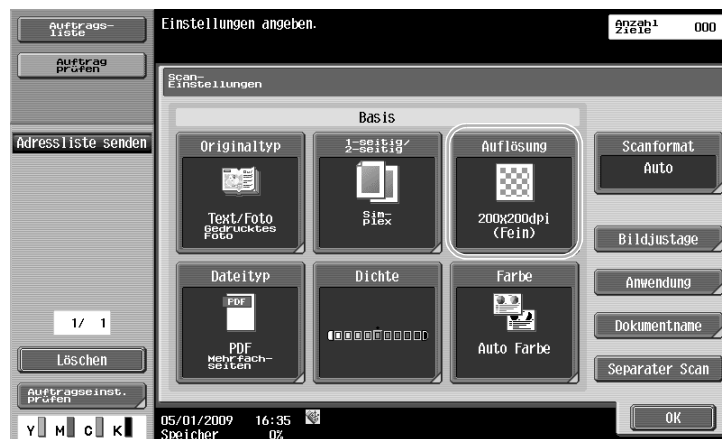 Auftrags-
liste
Auftrag
prüfen
Einstellungen angeben.
Anzahl
Ziele
000
Scan-
Einstellungen
Basis
Adressliste senden
Originaltyp
Text/Foto
Gedrucktes
Foto
1-seitig/
2-seitig
Sim-
plex
Auflösung
200x200dpi
(Fein)
Scanformat
Auto
Bildjustage
Dateityp
PDF
PDF
Mehrfach-
seiten
Dichte
Farbe
Auto Farbe
Anwendung
Dokumentname
Separater Scan
1/ 1
Löschen
Auftragseinst.
prüfen
Y M C K
05/01/2009 16:35
Speicher 0%
OK